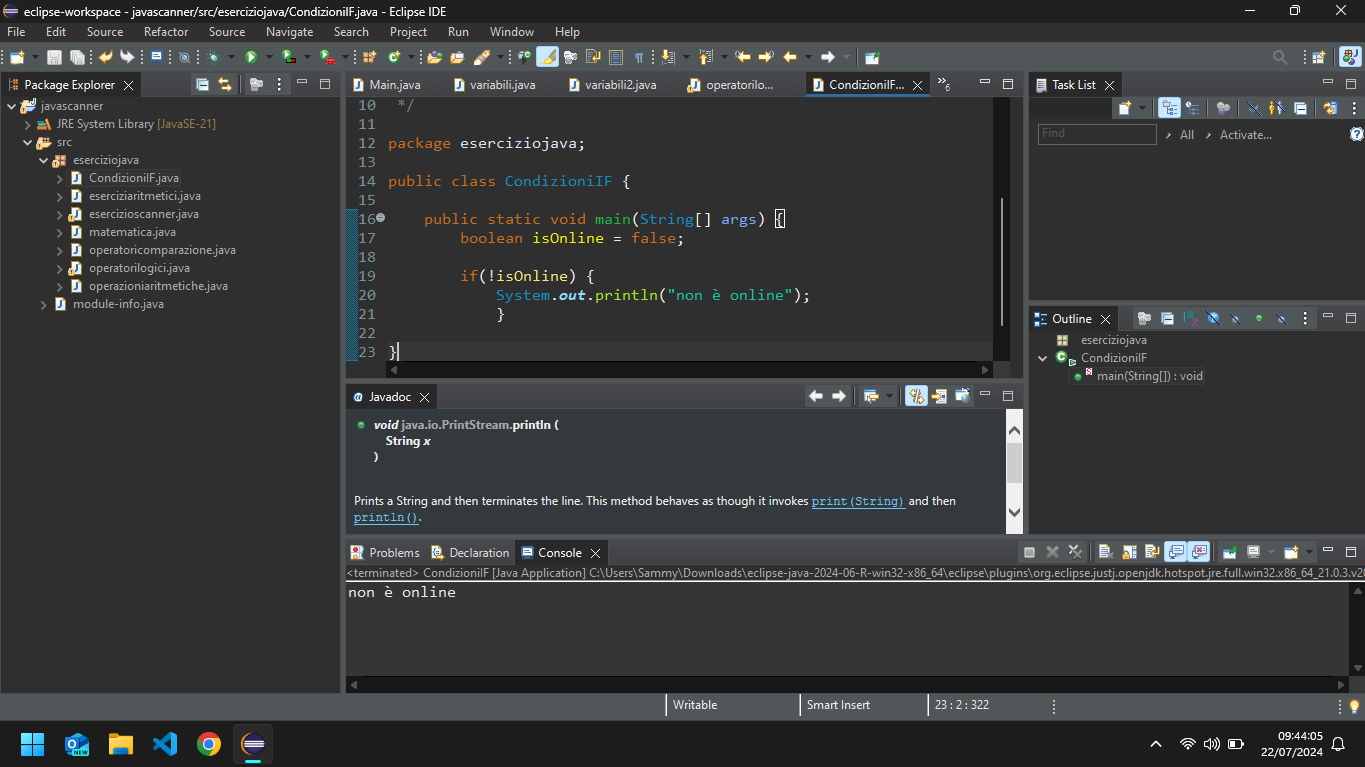 eclipse-workspace - javascanner/src/eserciziojava/CondizioniIF.java - Eclipse IDE
File Edit Source Refactor Source Navigate Search Project Run Window Help
Package Explorer
javascanner
JRE System Library [JavaSE-21]
src
eserciziojava
CondizioniIF.java
eserciziaritmetici.java
esercizioscanner.java
matematica.java
operatoricomparazione.java
operatorilogici.java
operazioniaritmetiche.java
module-info.java
Main.java variabili.java variabili2.java operatorilo... CondizioniIF... »6
10 */
11
12 package eserciziojava;
13
14 public class CondizioniIF {
15
16 public static void main(String[] args) {
17 boolean isOnline = false;
18
19 if(!isOnline) {
20 System.out.println("non è online");
21 }
22
23 }
Javadoc
void java.io.PrintStream.println (
String x
)
Prints a String and then terminates the line. This method behaves as though it invokes print(String) and then
println().
Problems Declaration Console
<terminated> CondizioniIF [Java Application] C:\Users\Sammy\Downloads\eclipse-java-2024-06-R-win32-x86_64\eclipse\plugins\org.eclipse.justj.openjdk.hotspot.jre.full.win32.x86_64_21.0.3.v20
non è online
Task List
Find All Activate...
Outline
eserciziojava
CondizioniIF
main(String[]) : void
Writable Smart Insert 23 : 2 : 322
NEW
09:44:05
22/07/2024